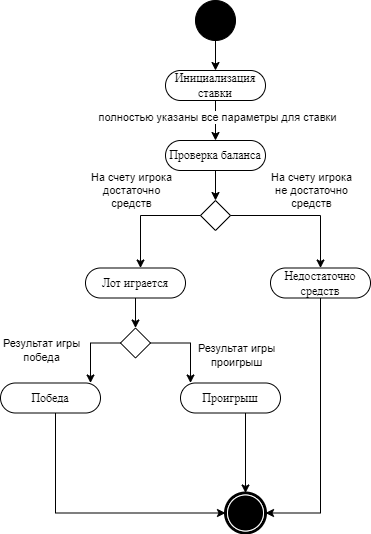 Инициализация
ставки
полностью указаны все параметры для ставки
Проверка баланса
На счету игрока
достаточно
средств
На счету игрока
не достаточно
средств
Лот играется
Недостаточно
средств
Результат игры
победа
Результат игры
проигрыш
Победа
Проигрыш